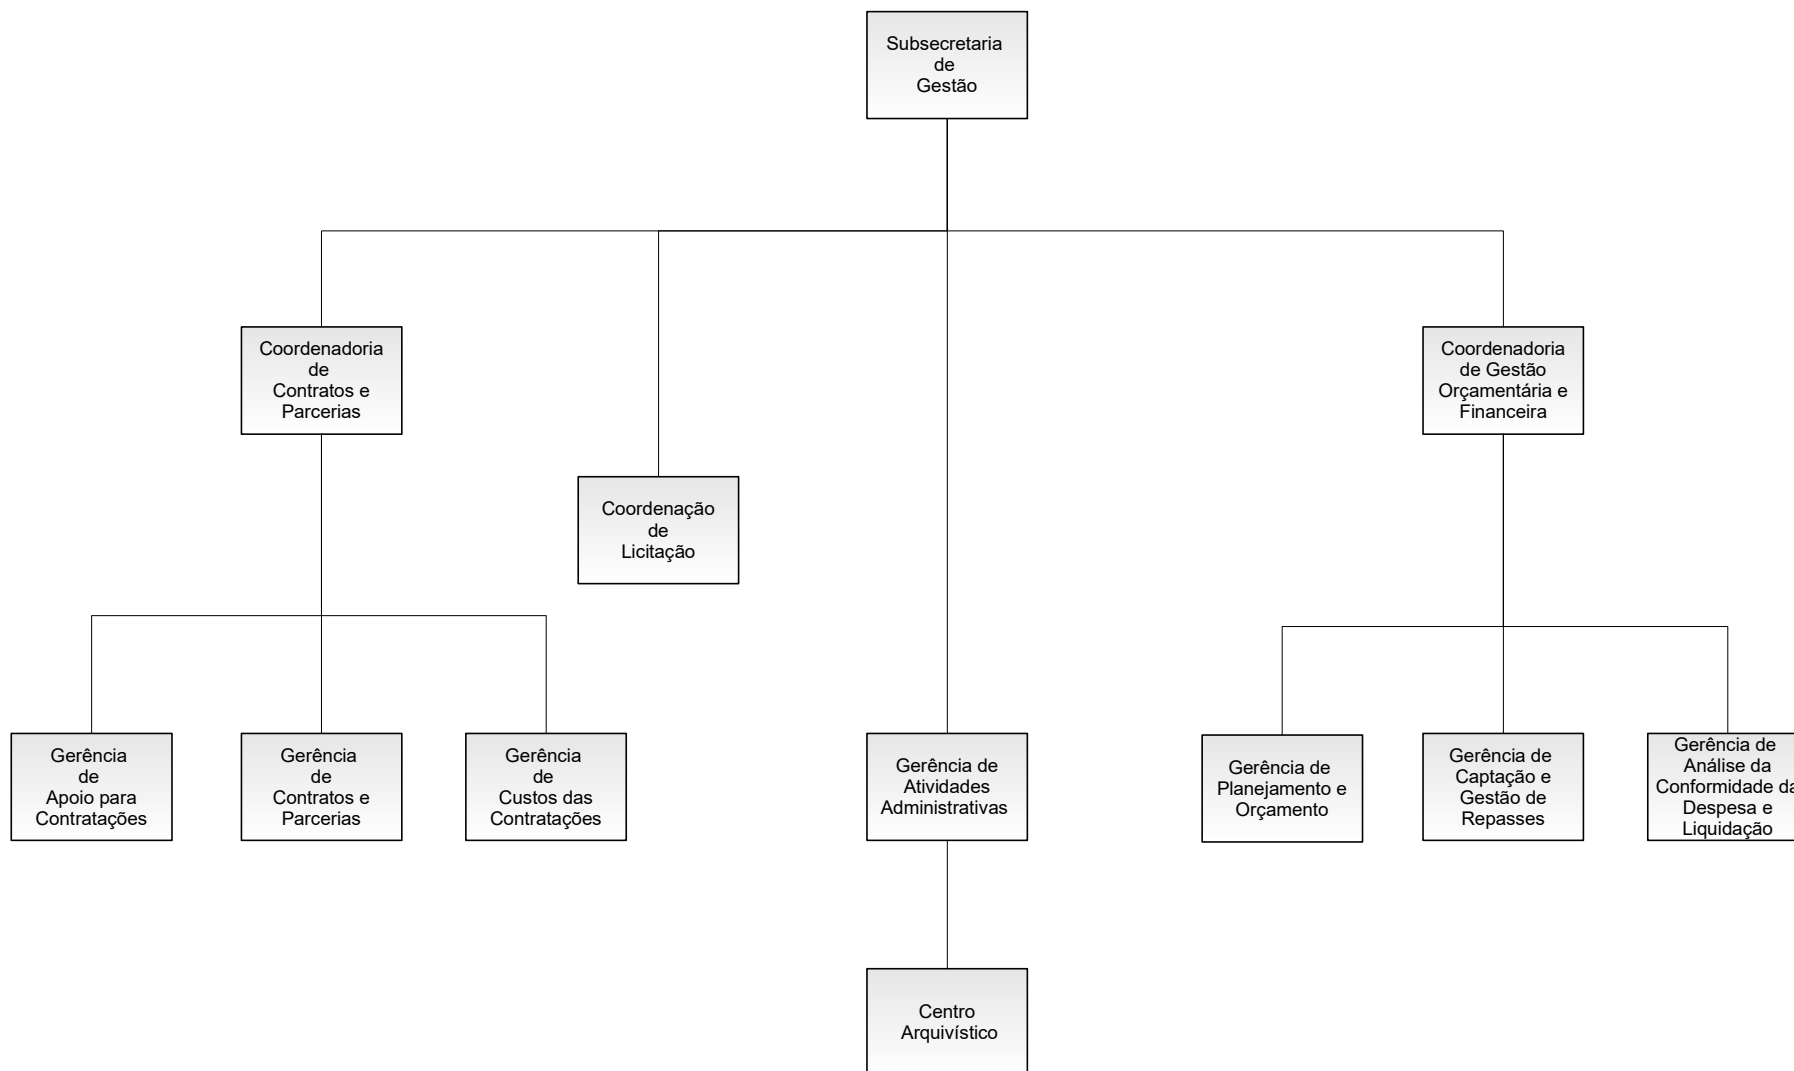 Subsecretaria
de
Gestão
Coordenadoria
de
Contratos e
Parcerias
Coordenadoria
de Gestão
Orçamentária e
Financeira
Coordenação
de
Licitação
Gerência
de
Apoio para
Contratações
Gerência
de
Contratos e
Parcerias
Gerência
de
Custos das
Contratações
Gerência de
Atividades
Administrativas
Gerência de
Planejamento e
Orçamento
Gerência de
Captação e
Gestão de
Repasses
Gerência de
Análise da
Conformidade da
Despesa e
Liquidação
Centro
Arquivístico